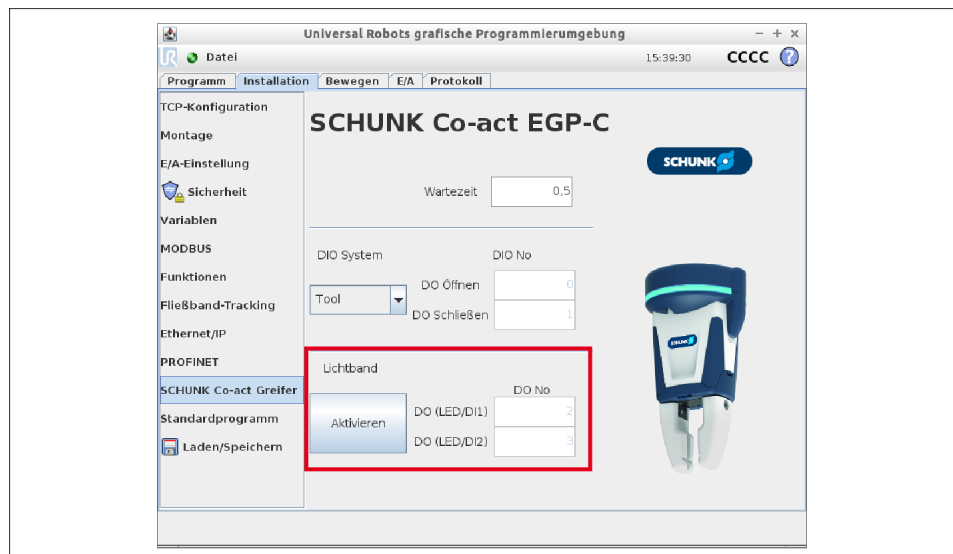 Universal Robots grafische Programmierumgebung
Datei
15:39:30
CCCC
?
Programm Installation Bewegen E/A Protokoll
TCP-Konfiguration
Montage
E/A-Einstellung
Sicherheit
Variablen
MODBUS
Funktionen
Fließband-Tracking
Ethernet/IP
PROFINET
SCHUNK Co-act Greifer
Standardprogramm
Laden/Speichern
SCHUNK Co-act EGP-C
SCHUNK
Wartezeit 0,5
DIO System DIO No
Tool
DO Öffnen 0
DO Schließen 1
Lichtband
DO No
Aktivieren
DO (LED/DI1) 2
DO (LED/DI2) 3
SCHUNK